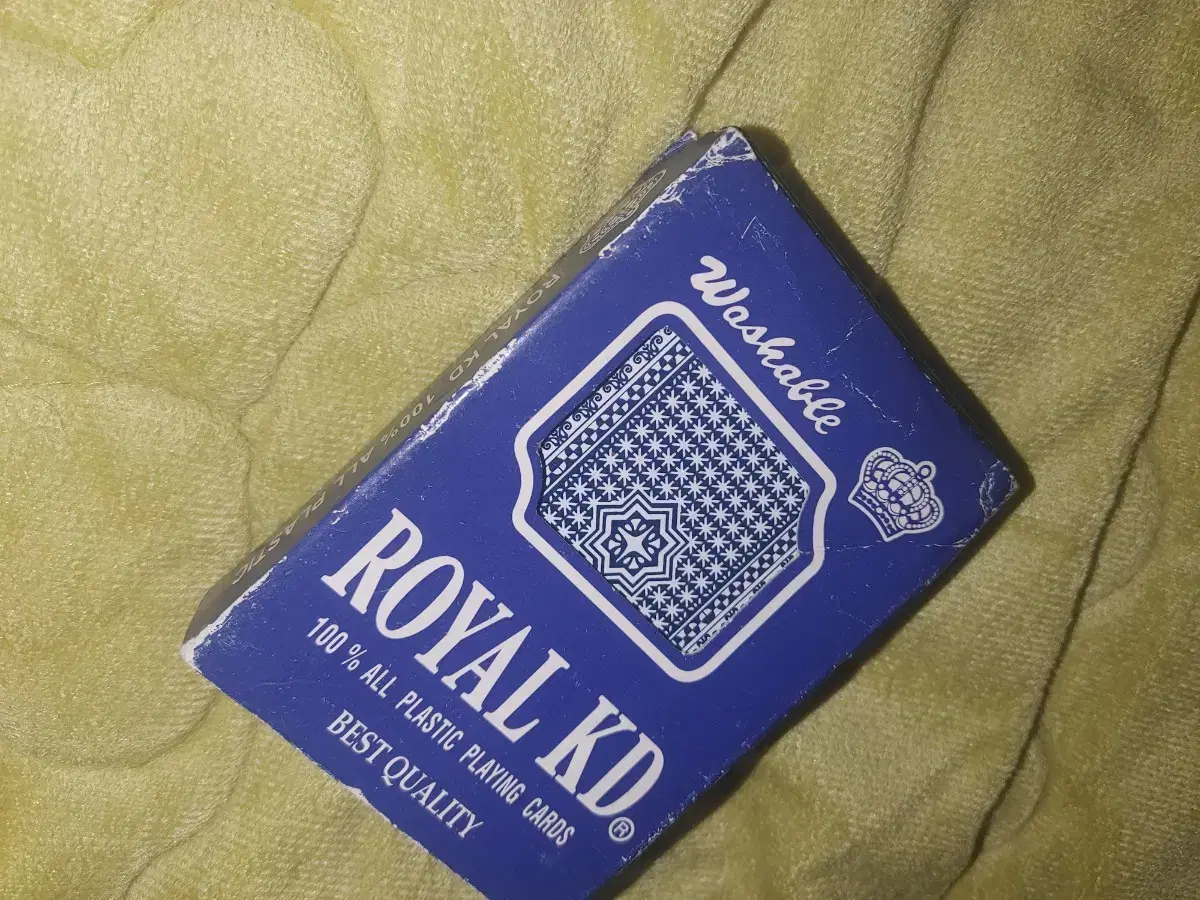 Washable
ROYAL KD®
100 % ALL PLASTIC PLAYING CARDS
BEST QUALITY
ROYAL KD 100% ALL PLASTIC